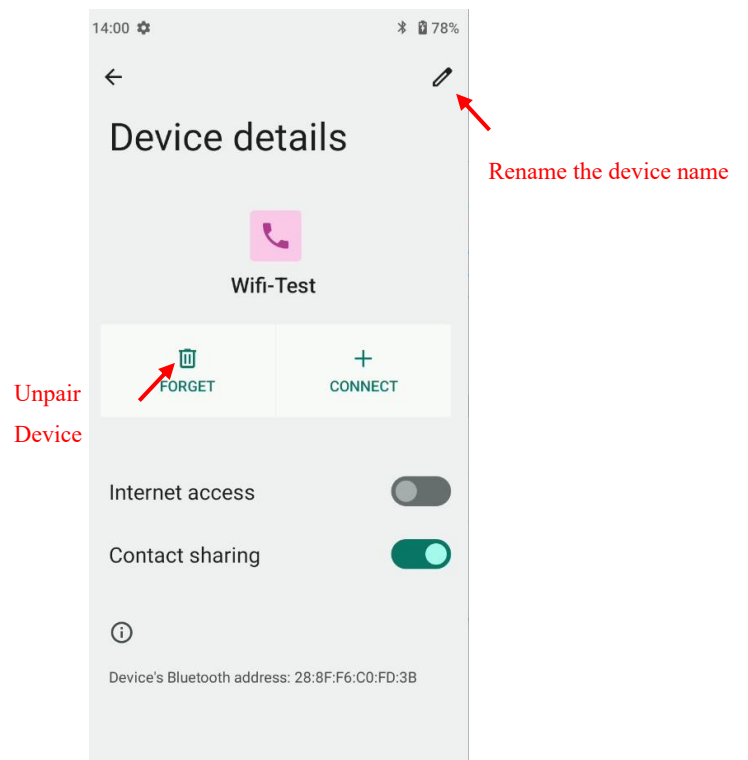 14:00 78%
Device details
Rename the device name
Wifi-Test
FORGET CONNECT
Unpair
Device
Internet access
Contact sharing
Device's Bluetooth address: 28:8F:F6:C0:FD:3B